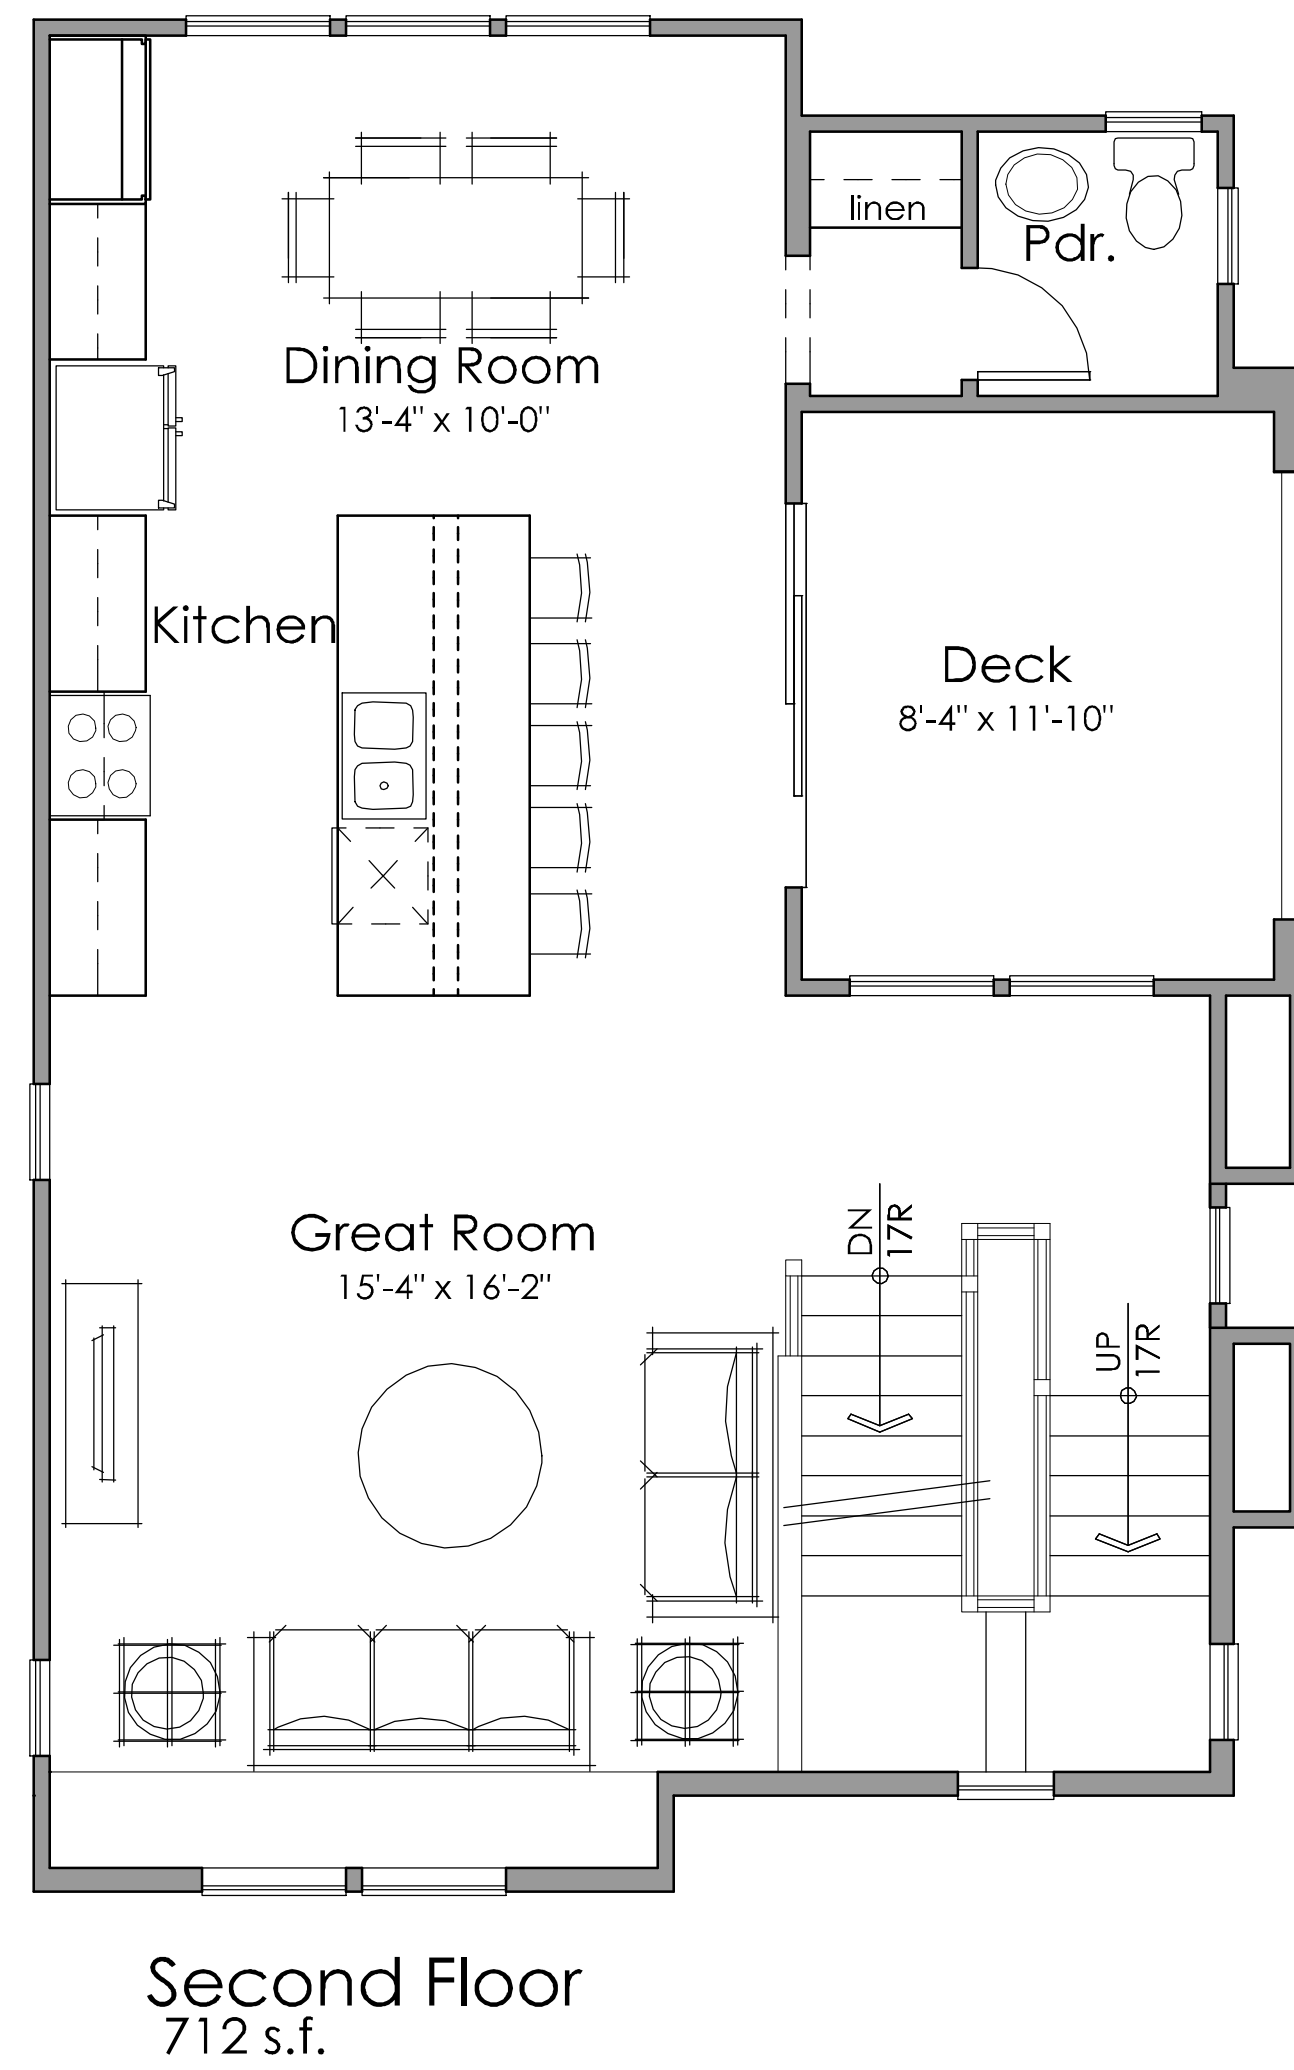 linen
Pdr.
Dining Room
13'-4" x 10'-0"
Kitchen
Deck
8'-4" x 11'-10"
Great Room
15'-4" x 16'-2"
DN
17R
UP
17R
Second Floor
712 s.f.